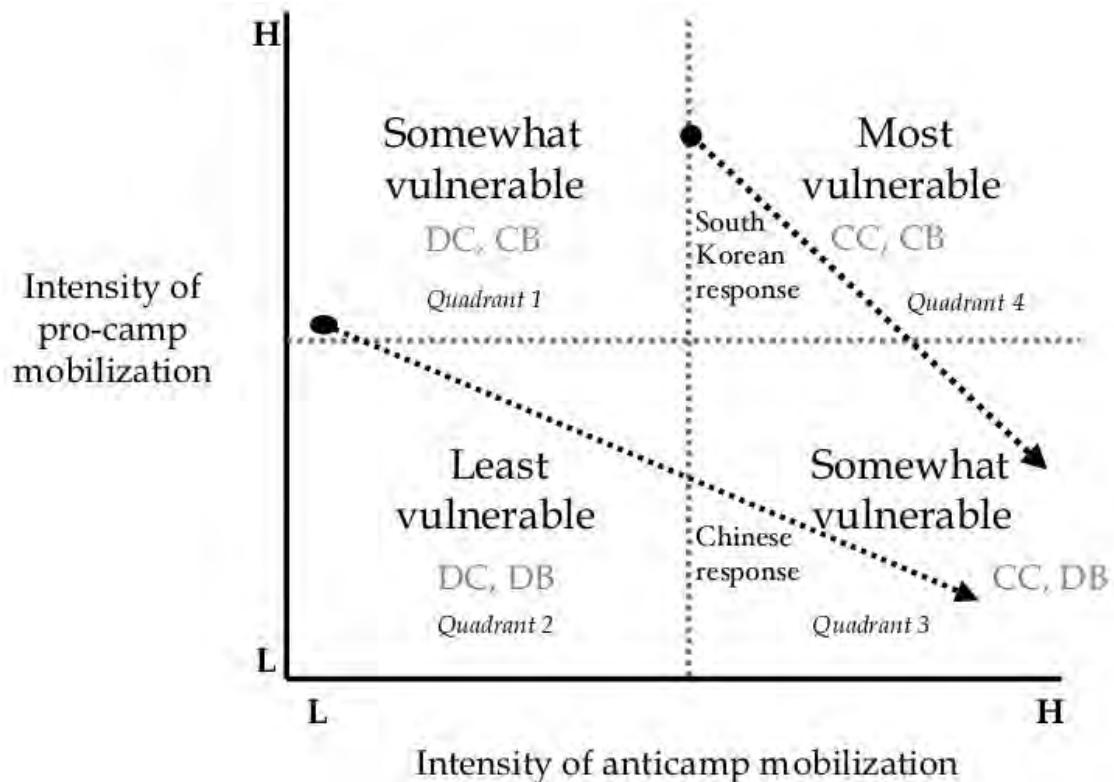 H
Somewhat
vulnerable
DC, CB
Quadrant 1
Most
vulnerable
CC, CB
Quadrant 4
South
Korean
response
Intensity of
pro-camp
mobilization
Least
vulnerable
DC, DB
Quadrant 2
Somewhat
vulnerable
CC, DB
Quadrant 3
Chinese
response
L
L
H
Intensity of anticamp mobilization